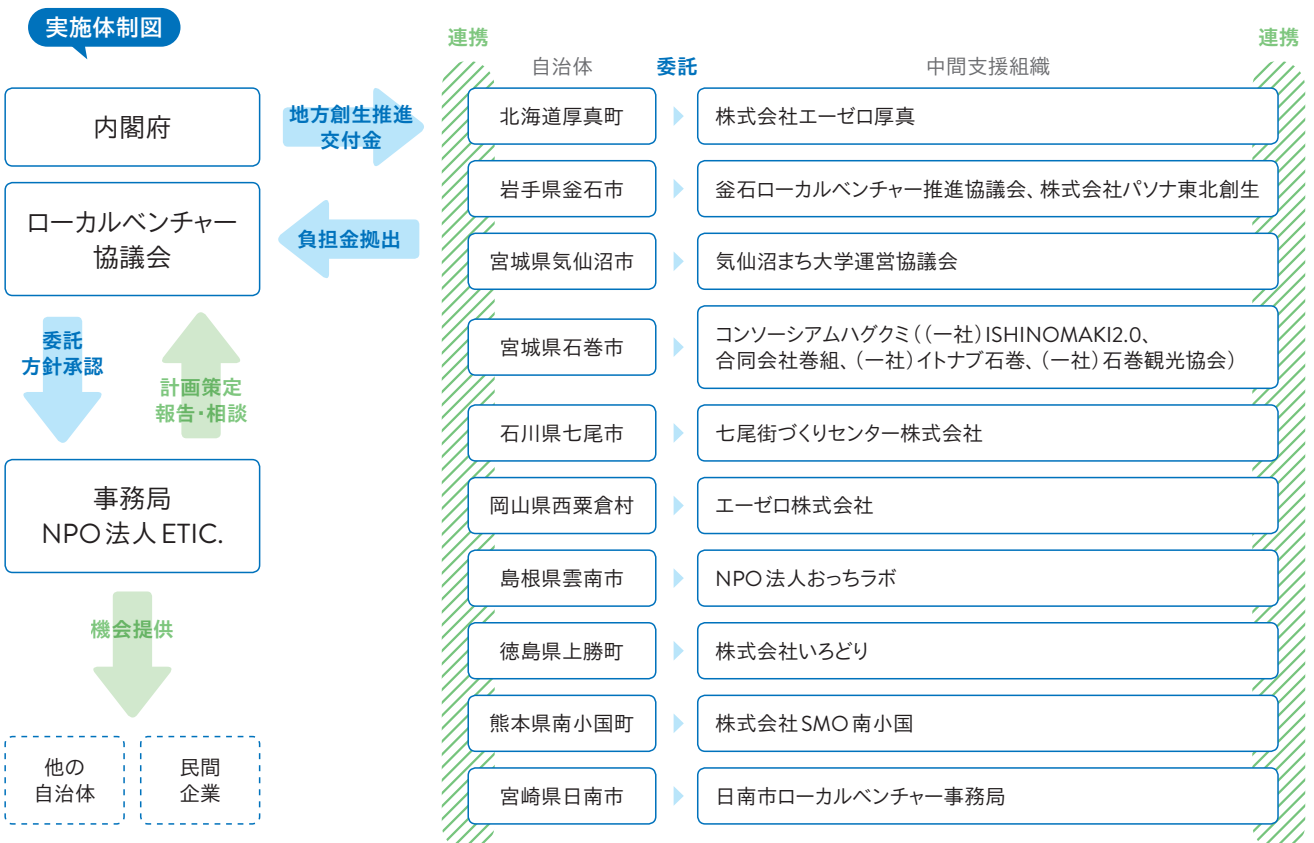 実施体制図
内閣府
ローカルベンチャー
協議会
委託
方針承認
計画策定
報告・相談
事務局
NPO法人ETIC.
機会提供
他の
自治体
民間
企業
地方創生推進
交付金
負担金拠出
連携
連携
自治体
委託
中間支援組織
北海道厚真町
株式会社エーゼロ厚真
岩手県釜石市
釜石ローカルベンチャー推進協議会、株式会社パソナ東北創生
宮城県気仙沼市
気仙沼まち大学運営協議会
宮城県石巻市
コンソーシアムハグクミ（（一社）ISHINOMAKI2.0、
合同会社巻組、（一社）イトナブ石巻、（一社）石巻観光協会）
石川県七尾市
七尾街づくりセンター株式会社
岡山県西粟倉村
エーゼロ株式会社
島根県雲南市
NPO法人おっちラボ
徳島県上勝町
株式会社いろどり
熊本県南小国町
株式会社SMO南小国
宮崎県日南市
日南市ローカルベンチャー事務局